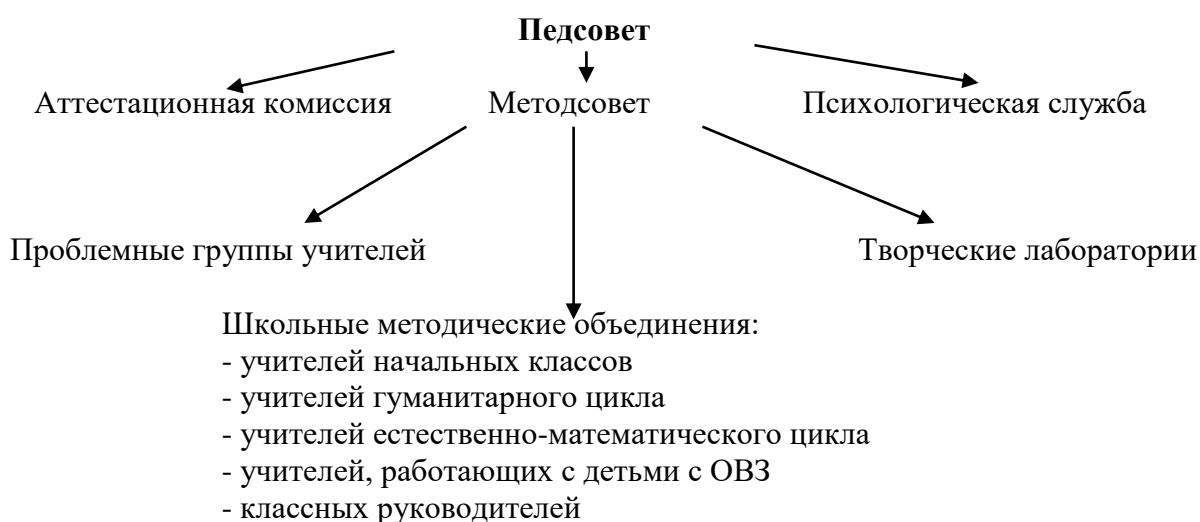 Педсовет
Аттестационная комиссия Методсовет Психологическая служба
Проблемные группы учителей Творческие лаборатории
Школьные методические объединения:
- учителей начальных классов
- учителей гуманитарного цикла
- учителей естественно-математического цикла
- учителей, работающих с детьми с ОВЗ
- классных руководителей